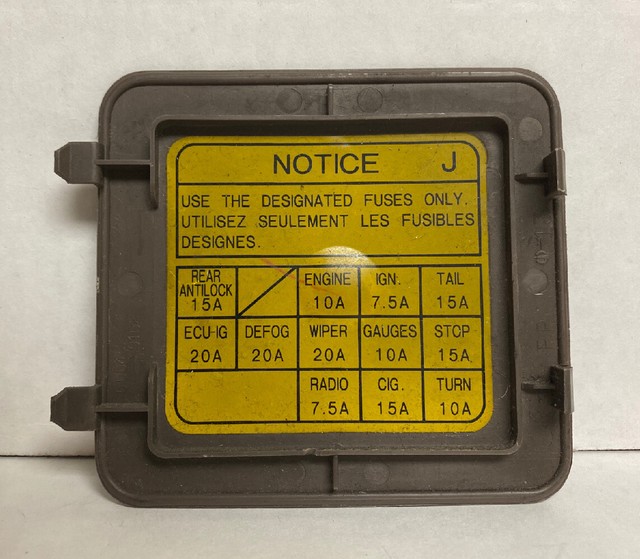 NOTICE J
USE THE DESIGNATED FUSES ONLY.
UTILISEZ SEULEMENT LES FUSIBLES
DESIGNES.
REAR ANTILOCK 15A
ENGINE 10A
IGN. 7.5A
TAIL 15A
ECU-IG 20A
DEFOG 20A
WIPER 20A
GAUGES 10A
STOP 15A
RADIO 7.5A
CIG. 15A
TURN 10A